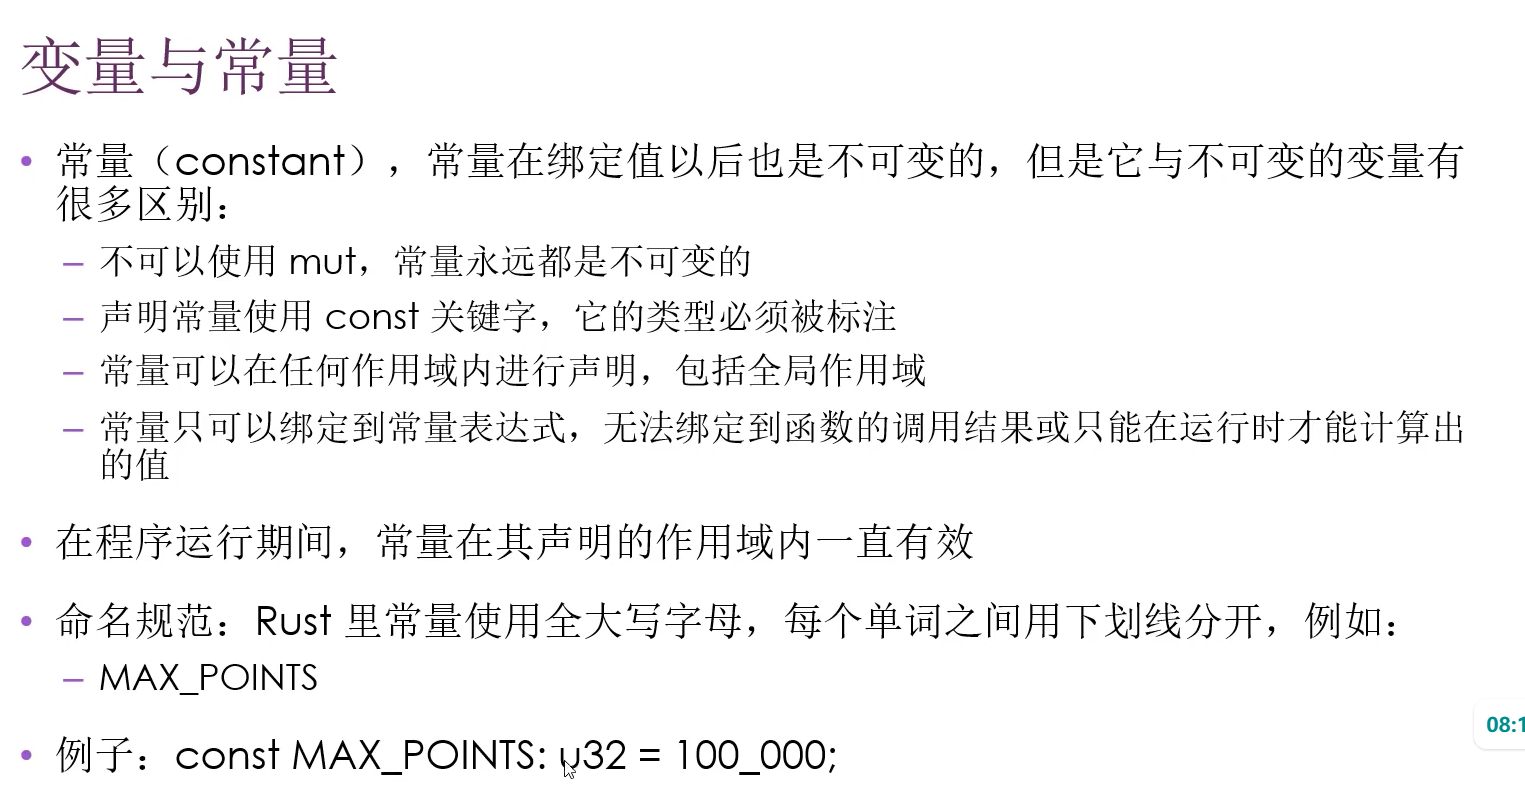 变量与常量
• 常量（constant），常量在绑定值以后也是不可变的，但是它与不可变的变量有
很多区别：
– 不可以使用 mut，常量永远都是不可变的
– 声明常量使用 const 关键字，它的类型必须被标注
– 常量可以在任何作用域内进行声明，包括全局作用域
– 常量只可以绑定到常量表达式，无法绑定到函数的调用结果或只能在运行时才能计算出
的值
• 在程序运行期间，常量在其声明的作用域内一直有效
• 命名规范：Rust 里常量使用全大写字母，每个单词之间用下划线分开，例如：
– MAX_POINTS
• 例子：const MAX_POINTS: u32 = 100_000;
08:1